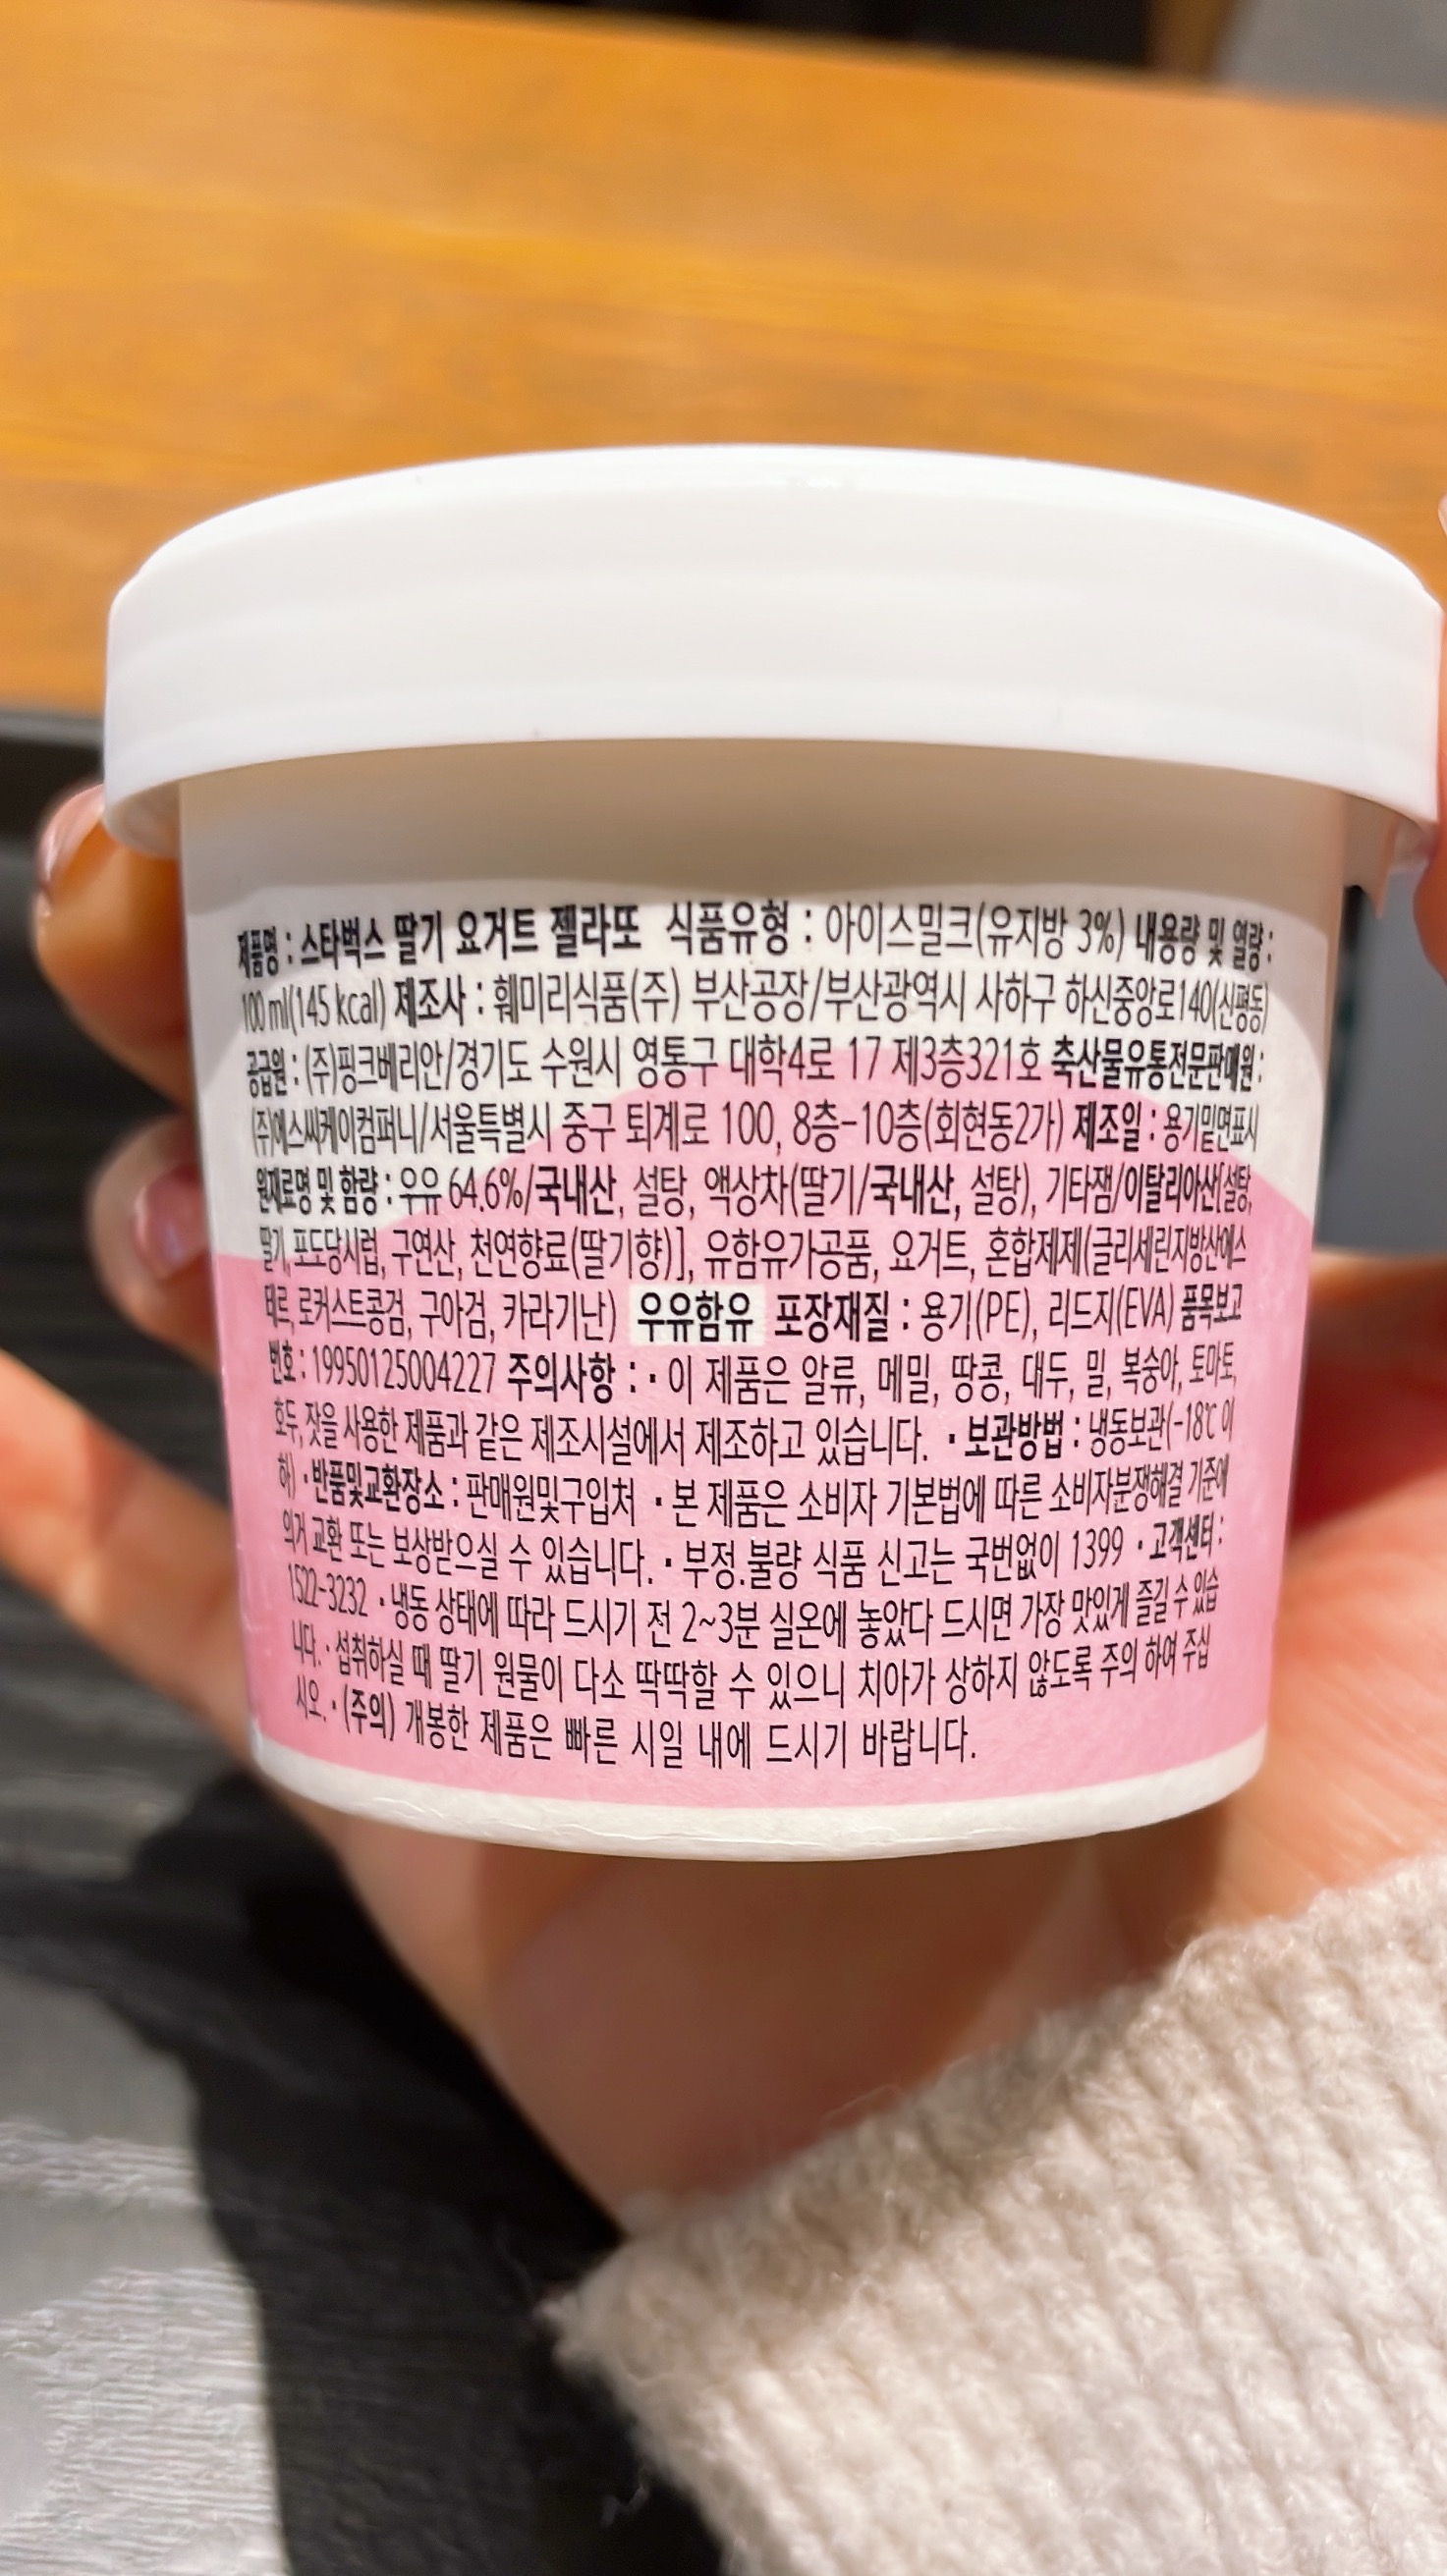 제품명 : 스타벅스 딸기 요거트 젤라또 식품유형 : 아이스밀크(유지방 3%) 내용량 및 열량 :
100 ml(145 kcal) 제조사 : 훼미리식품(주) 부산공장/부산광역시 사하구 하신중앙로140(신평동)
공급원 : (주)핑크베리안/경기도 수원시 영통구 대학4로 17 제3층321호 축산물유통전문판매원 :
(주)에스씨케이컴퍼니/서울특별시 중구 퇴계로 100, 8층-10층(회현동2가) 제조일 : 용기밑면표시
원재료명 및 함량 : 우유 64.6%/국내산, 설탕, 액상차(딸기/국내산, 설탕), 기타잼/이탈리아산[설탕,
딸기, 포도당시럽, 구연산, 천연향료(딸기향)], 유함유가공품, 요거트, 혼합제제(글리세린지방산에스
테르, 로커스트콩검, 구아검, 카라기난) 우유함유 포장재질 : 용기(PE), 리드지(EVA) 품목보고
번호 : 19950125004227 주의사항 : · 이 제품은 알류, 메밀, 땅콩, 대두, 밀, 복숭아, 토마토,
호두, 잣을 사용한 제품과 같은 제조시설에서 제조하고 있습니다. · 보관방법 : 냉동보관(-18℃ 이
하) · 반품및교환장소 : 판매원및구입처 · 본 제품은 소비자 기본법에 따른 소비자분쟁해결 기준에
의거 교환 또는 보상받으실 수 있습니다. · 부정.불량 식품 신고는 국번없이 1399 · 고객센터 :
1522-3232 · 냉동 상태에 따라 드시기 전 2~3분 실온에 놓았다 드시면 가장 맛있게 즐길 수 있습
니다. · 섭취하실 때 딸기 원물이 다소 딱딱할 수 있으니 치아가 상하지 않도록 주의 하여 주십
시오. · (주의) 개봉한 제품은 빠른 시일 내에 드시기 바랍니다.